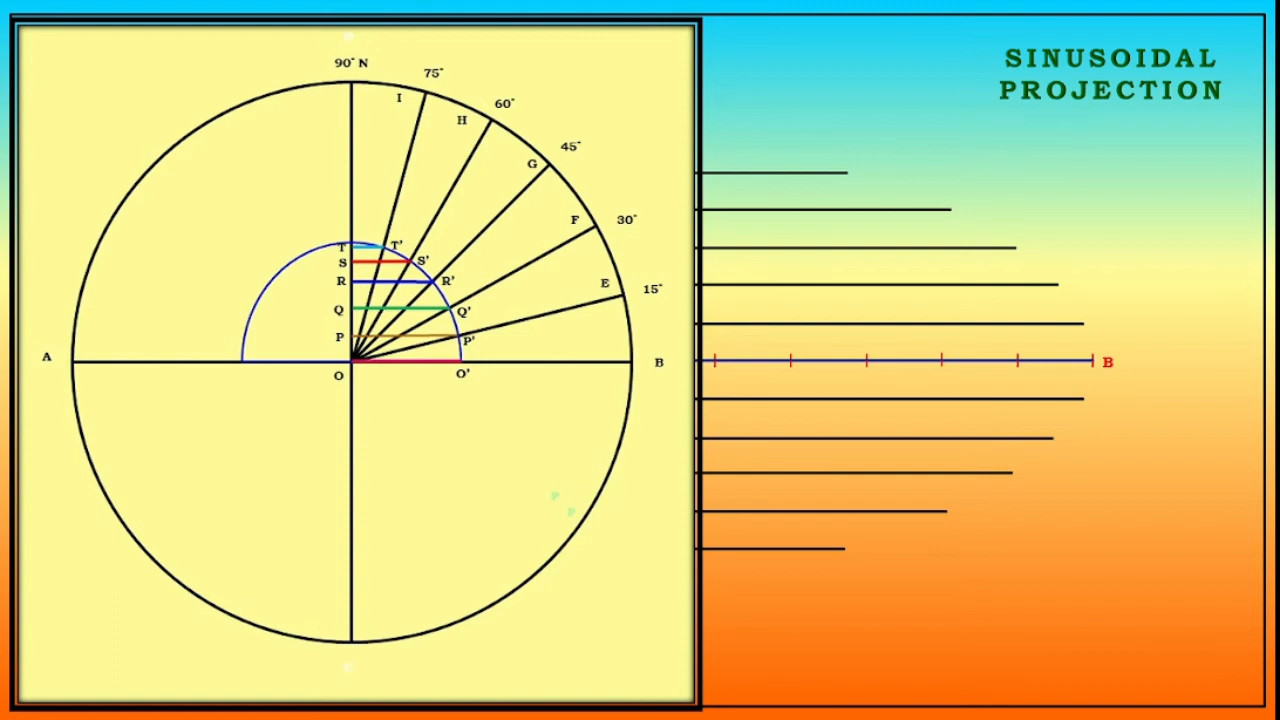 SINUSOIDAL
PROJECTION
90° N
75°
I
60°
H
45°
G
30°
F
15°
E
T T'
S S'
R R'
Q Q'
P P'
A
B
O O'
B
P
P